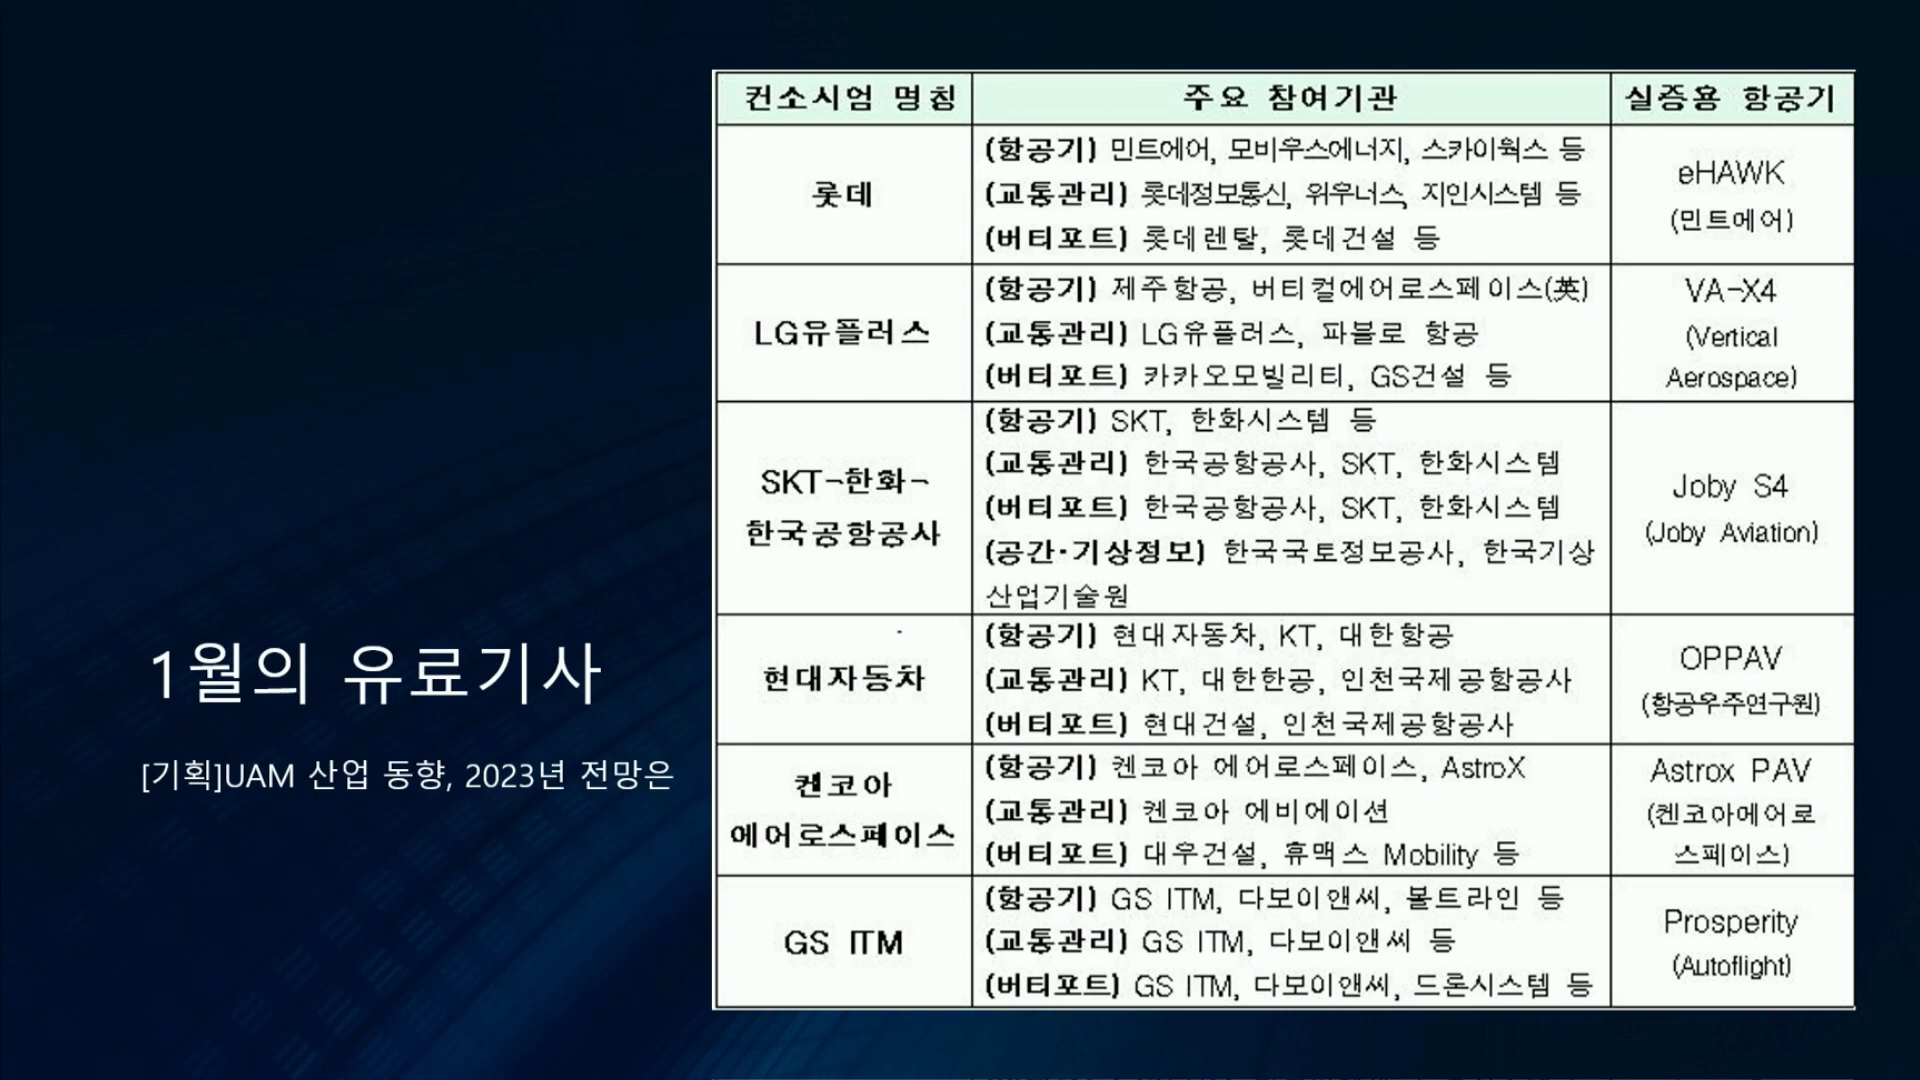 1월의 유료기사
[기획]UAM 산업 동향, 2023년 전망은
컨소시엄 명칭 주요 참여기관 실증용 항공기
롯데
(항공기) 민트에어, 모비우스에너지, 스카이웍스 등
(교통관리) 롯데정보통신, 위우너스, 지인시스템 등
(버티포트) 롯데렌탈, 롯데건설 등
eHAWK
(민트에어)
LG유플러스
(항공기) 제주항공, 버티컬에어로스페이스(英)
(교통관리) LG유플러스, 파블로 항공
(버티포트) 카카오모빌리티, GS건설 등
VA-X4
(Vertical
Aerospace)
SKT-한화-
한국공항공사
(항공기) SKT, 한화시스템 등
(교통관리) 한국공항공사, SKT, 한화시스템
(버티포트) 한국공항공사, SKT, 한화시스템
(공간·기상정보) 한국국토정보공사, 한국기상
산업기술원
Joby S4
(Joby Aviation)
현대자동차
(항공기) 현대자동차, KT, 대한항공
(교통관리) KT, 대한한공, 인천국제공항공사
(버티포트) 현대건설, 인천국제공항공사
OPPAV
(항공우주연구원)
켄코아
에어로스페이스
(항공기) 켄코아 에어로스페이스, AstroX
(교통관리) 켄코아 에비에이션
(버티포트) 대우건설, 휴맥스 Mobility 등
Astrox PAV
(켄코아에어로
스페이스)
GS ITM
(항공기) GS ITM, 다보이앤씨, 볼트라인 등
(교통관리) GS ITM, 다보이앤씨 등
(버티포트) GS ITM, 다보이앤씨, 드론시스템 등
Prosperity
(Autoflight)